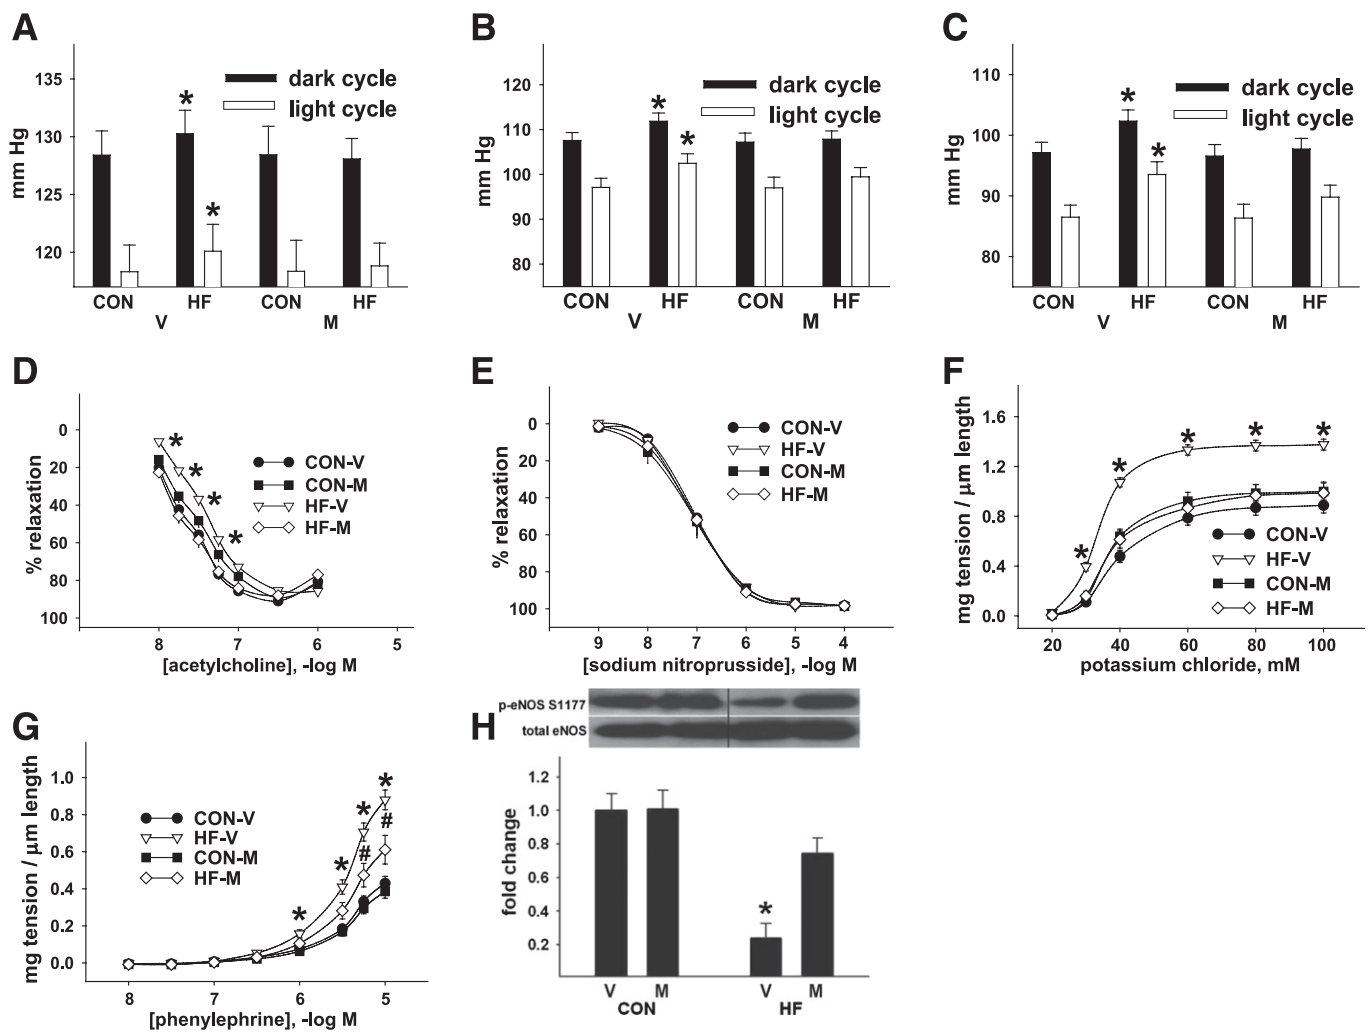 A
mm Hg
135
130
125
120
dark cycle
light cycle
*
*
CON HF CON HF
V M
B
mm Hg
120
110
100
90
80
dark cycle
light cycle
*
*
CON HF CON HF
V M
C
mm Hg
110
100
90
80
dark cycle
light cycle
*
*
CON HF CON HF
V M
D
% relaxation
0
20
40
60
80
100
* * * *
CON-V
CON-M
HF-V
HF-M
8 7 6 5
[acetylcholine], -log M
E
% relaxation
0
20
40
60
80
100
CON-V
HF-V
CON-M
HF-M
9 8 7 6 5 4
[sodium nitroprusside], -log M
F
mg tension / μm length
1.6
1.2
0.8
0.4
0.0
* * * * *
CON-V
HF-V
CON-M
HF-M
20 40 60 80 100
potassium chloride, mM
G
mg tension / μm length
1.0
0.8
0.6
0.4
0.2
0.0
CON-V
HF-V
CON-M
HF-M
* * * *
# #
8 7 6 5
[phenylephrine], -log M
H
p-eNOS S1177
total eNOS
fold change
1.2
1.0
0.8
0.6
0.4
0.2
*
V M V M
CON HF